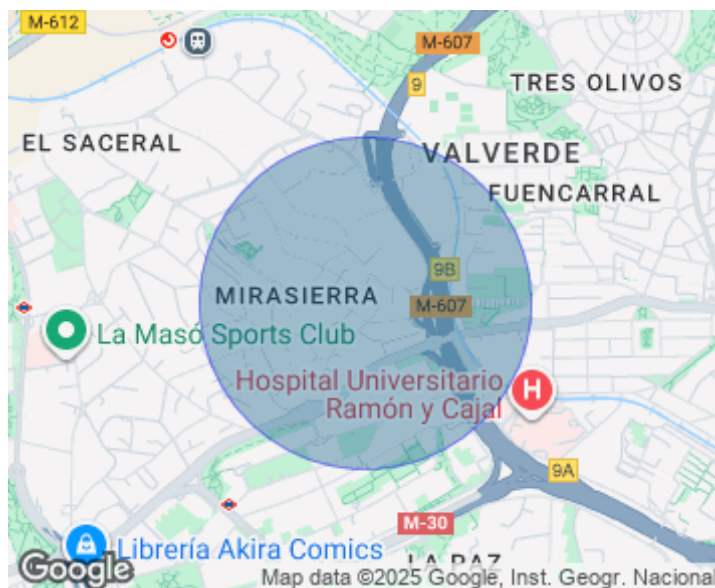 M-612
M-607
9
TRES OLIVOS
EL SACERAL
VALVERDE
FUENCARRAL
9B
MIRASIERRA
M-607
La Masó Sports Club
Hospital Universitario
Ramón y Cajal
H
9A
M-30
Librería Akira Comics
LA PAZ
Google
Map data ©2025 Google, Inst. Geogr. Nacional